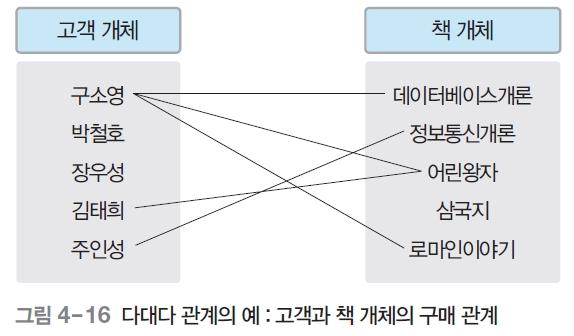 고객 개체
책 개체
구소영
데이터베이스개론
박철호
정보통신개론
장우성
어린왕자
김태희
삼국지
주인성
로마인이야기
그림 4-16 다대다 관계의 예 : 고객과 책 개체의 구매 관계